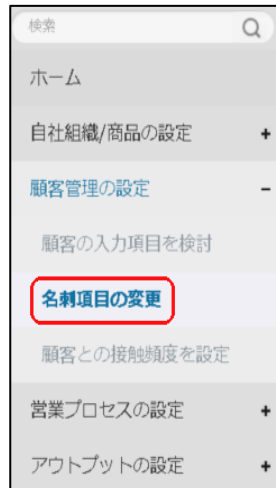 検索
ホーム
自社組織/商品の設定 +
顧客管理の設定 −
顧客の入力項目を検討
名刺項目の変更
顧客との接触頻度を設定
営業プロセスの設定 +
アウトプットの設定 +